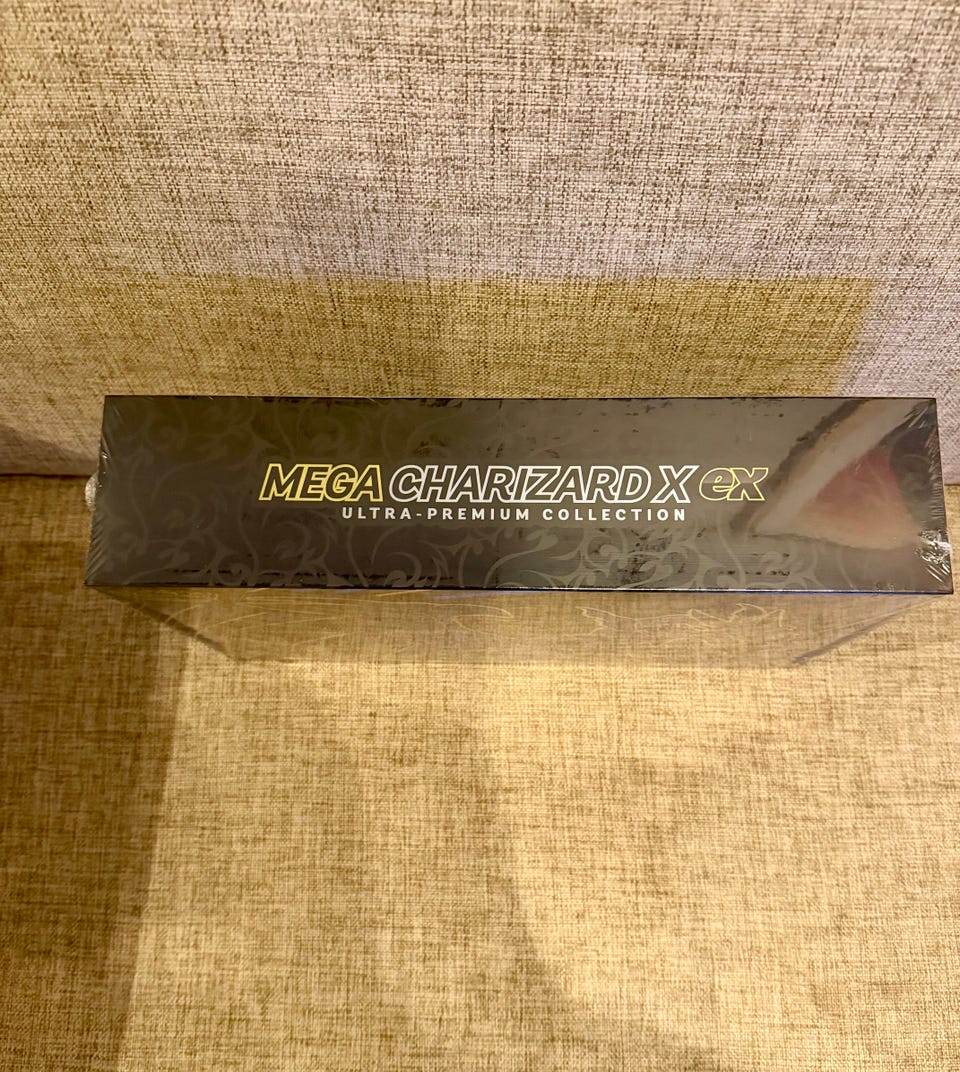 MEGA CHARIZARD X ex
ULTRA-PREMIUM COLLECTION